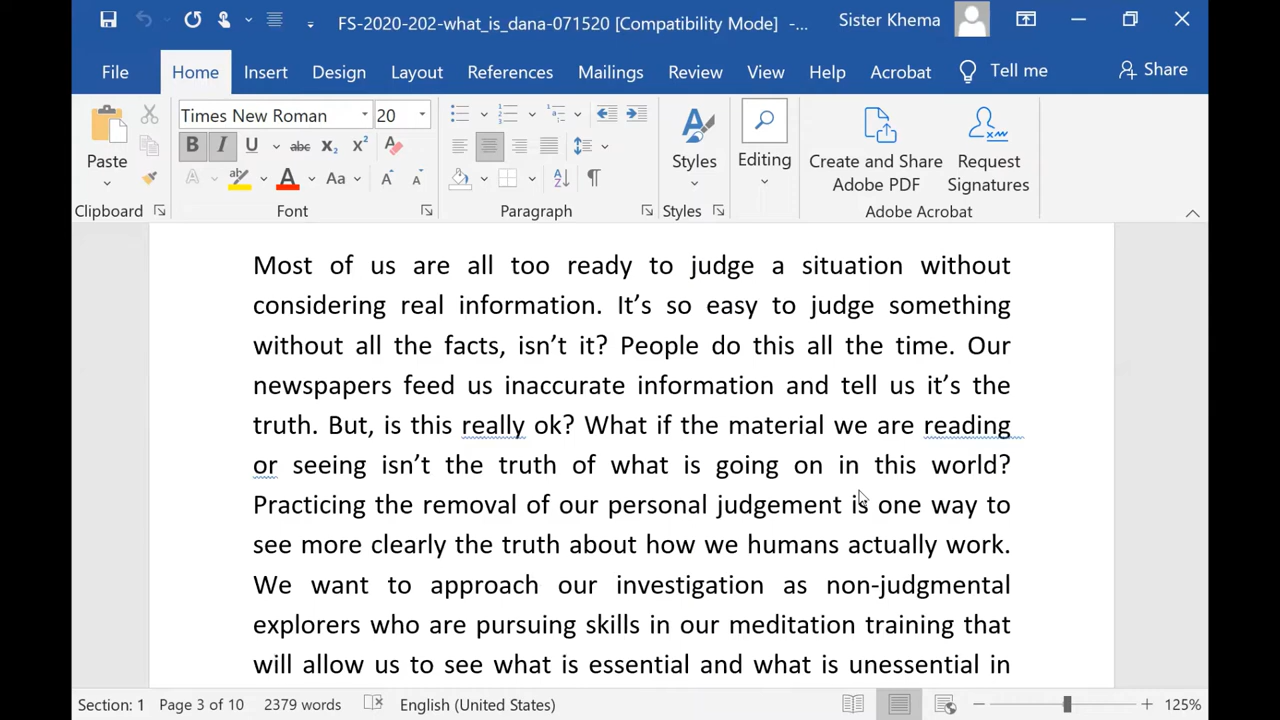 FS-2020-202-what_is_dana-071520 [Compatibility Mode] -... Sister Khema
File Home Insert Design Layout References Mailings Review View Help Acrobat Tell me Share
Times New Roman 20
Paste
Styles
Editing
Create and Share Adobe PDF
Request Signatures
Clipboard Font Paragraph Styles Adobe Acrobat
Most of us are all too ready to judge a situation without
considering real information. It’s so easy to judge something
without all the facts, isn’t it? People do this all the time. Our
newspapers feed us inaccurate information and tell us it’s the
truth. But, is this really ok? What if the material we are reading
or seeing isn’t the truth of what is going on in this world?
Practicing the removal of our personal judgement is one way to
see more clearly the truth about how we humans actually work.
We want to approach our investigation as non-judgmental
explorers who are pursuing skills in our meditation training that
will allow us to see what is essential and what is unessential in
Section: 1 Page 3 of 10 2379 words English (United States) 125%